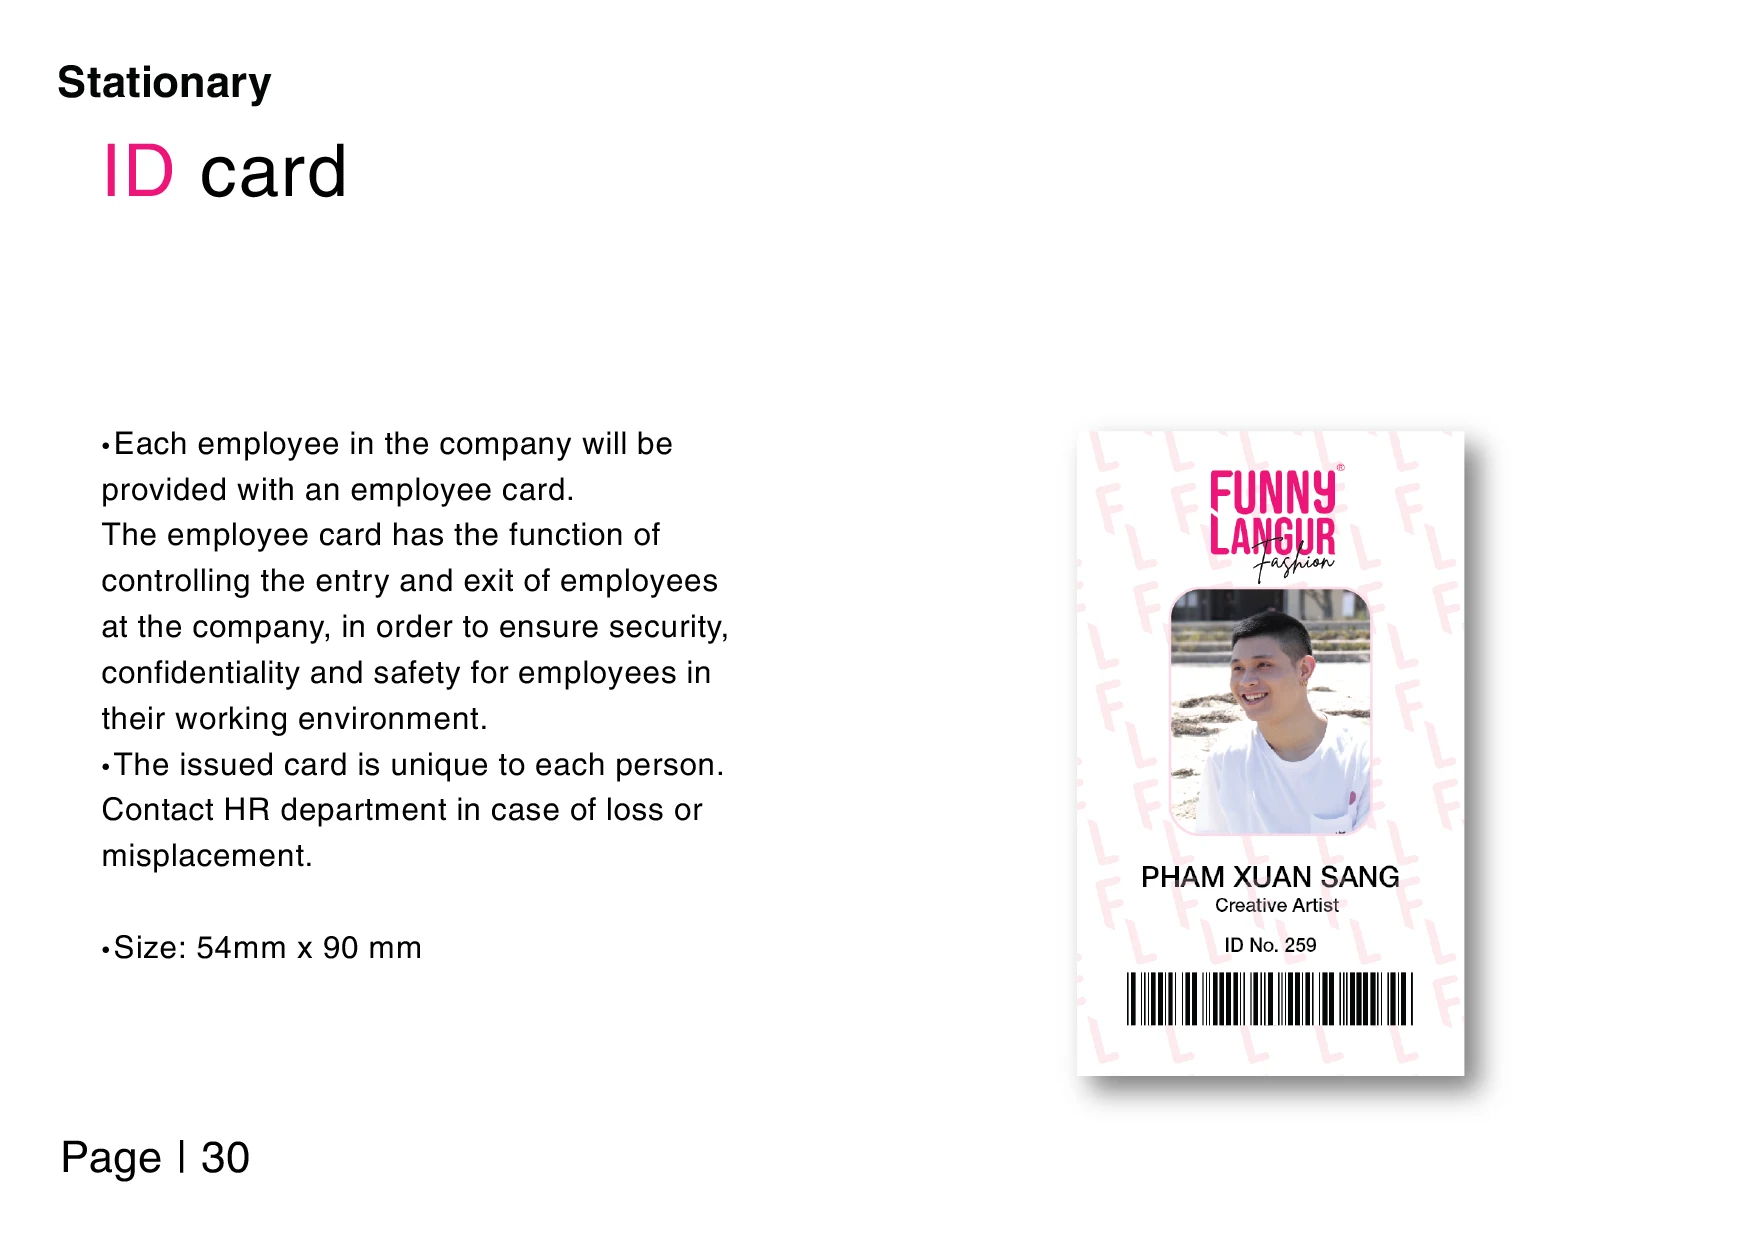 Stationary
ID card
•Each employee in the company will be
provided with an employee card.
The employee card has the function of
controlling the entry and exit of employees
at the company, in order to ensure security,
confidentiality and safety for employees in
their working environment.
•The issued card is unique to each person.
Contact HR department in case of loss or
misplacement.
•Size: 54mm x 90 mm
FUNNY®
LANGUR
Fashion
PHAM XUAN SANG
Creative Artist
ID No. 259
Page | 30